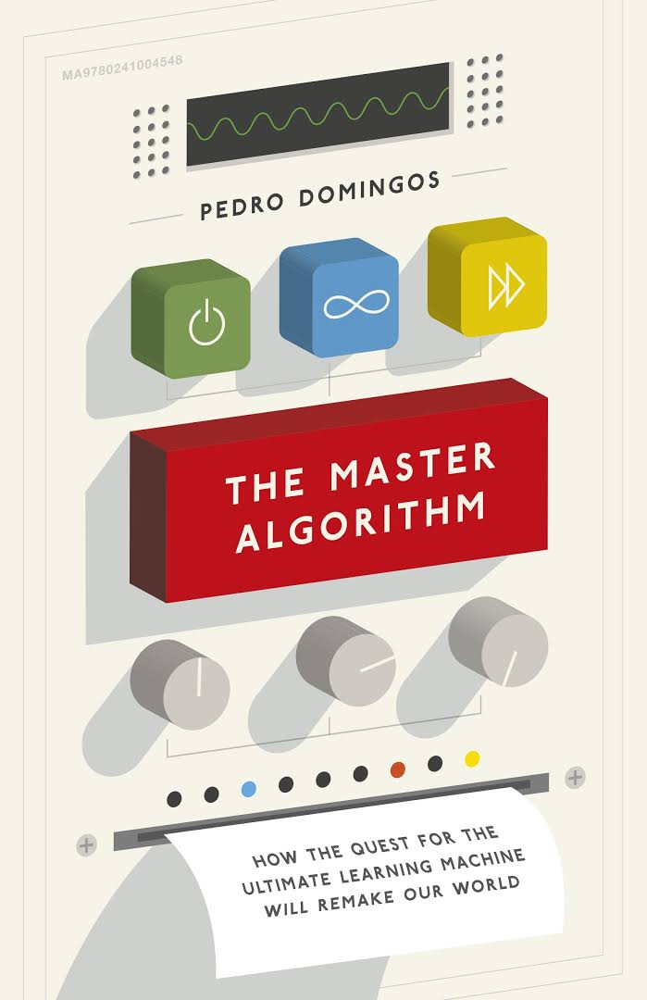 MA9780241004548
PEDRO DOMINGOS
THE MASTER
ALGORITHM
HOW THE QUEST FOR THE
ULTIMATE LEARNING MACHINE
WILL REMAKE OUR WORLD